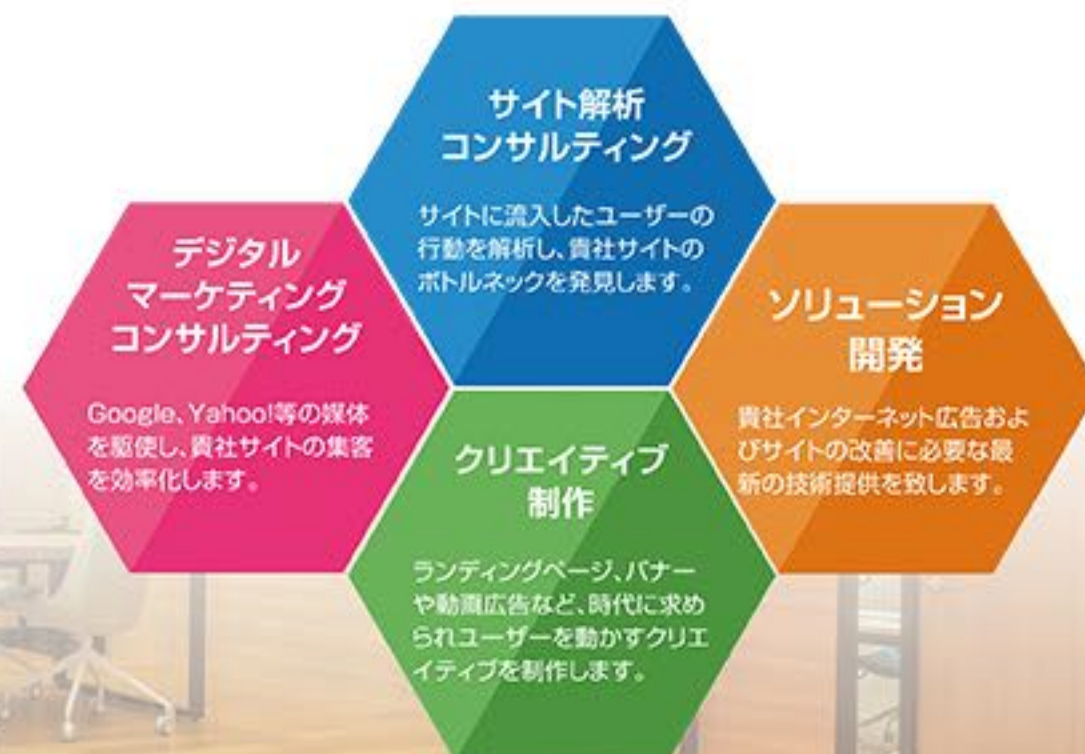 サイト解析
コンサルティング
サイトに流入したユーザーの
行動を解析し、貴社サイトの
ボトルネックを発見します。
デジタル
マーケティング
コンサルティング
Google、Yahoo!等の媒体
を駆使し、貴社サイトの集客
を効率化します。
ソリューション
開発
貴社インターネット広告およ
びサイトの改善に必要な最
新の技術提供を致します。
クリエイティブ
制作
ランディングページ、バナー
や動画広告など、時代に求め
られユーザーを動かすクリエ
イティブを制作します。